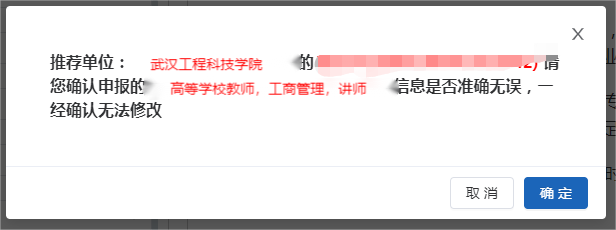 推荐单位： 武汉工程科技学院 的 2) 请
您确认申报的 高等学校教师，工商管理，讲师 信息是否准确无误，一
经确认无法修改
取 消 确 定